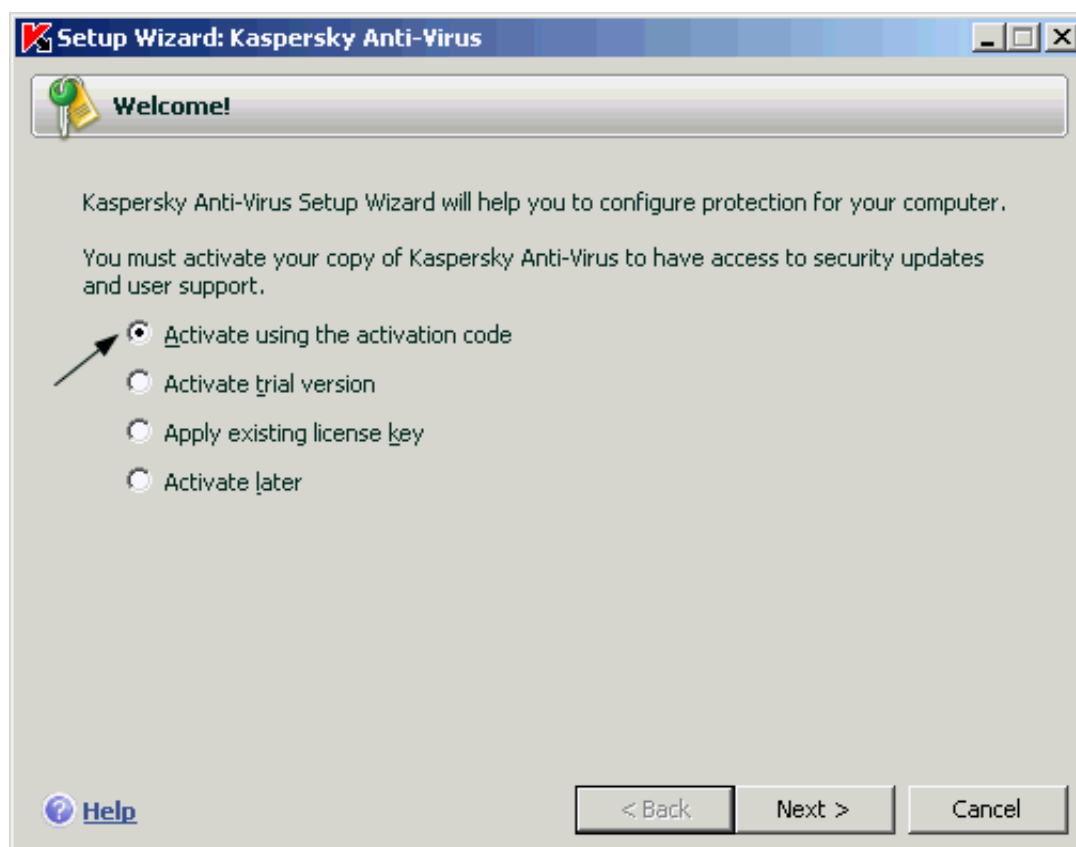 Setup Wizard: Kaspersky Anti-Virus
Welcome!
Kaspersky Anti-Virus Setup Wizard will help you to configure protection for your computer.
You must activate your copy of Kaspersky Anti-Virus to have access to security updates
and user support.
Activate using the activation code
Activate trial version
Apply existing license key
Activate later
Help
< Back
Next >
Cancel